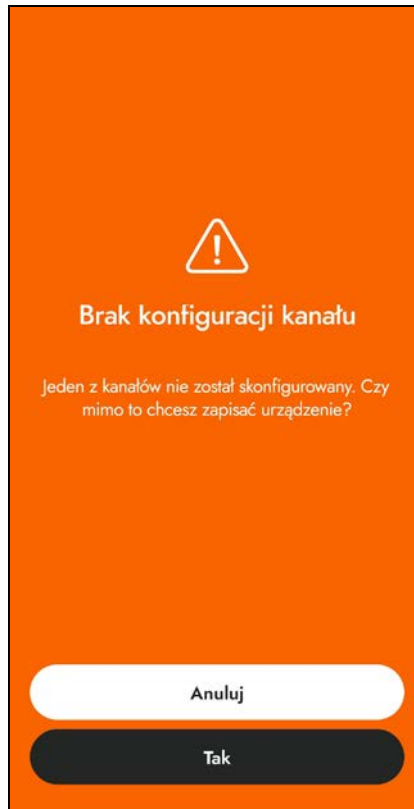 Brak konfiguracji kanału
Jeden z kanałów nie został skonfigurowany. Czy
mimo to chcesz zapisać urządzenie?
Anuluj
Tak